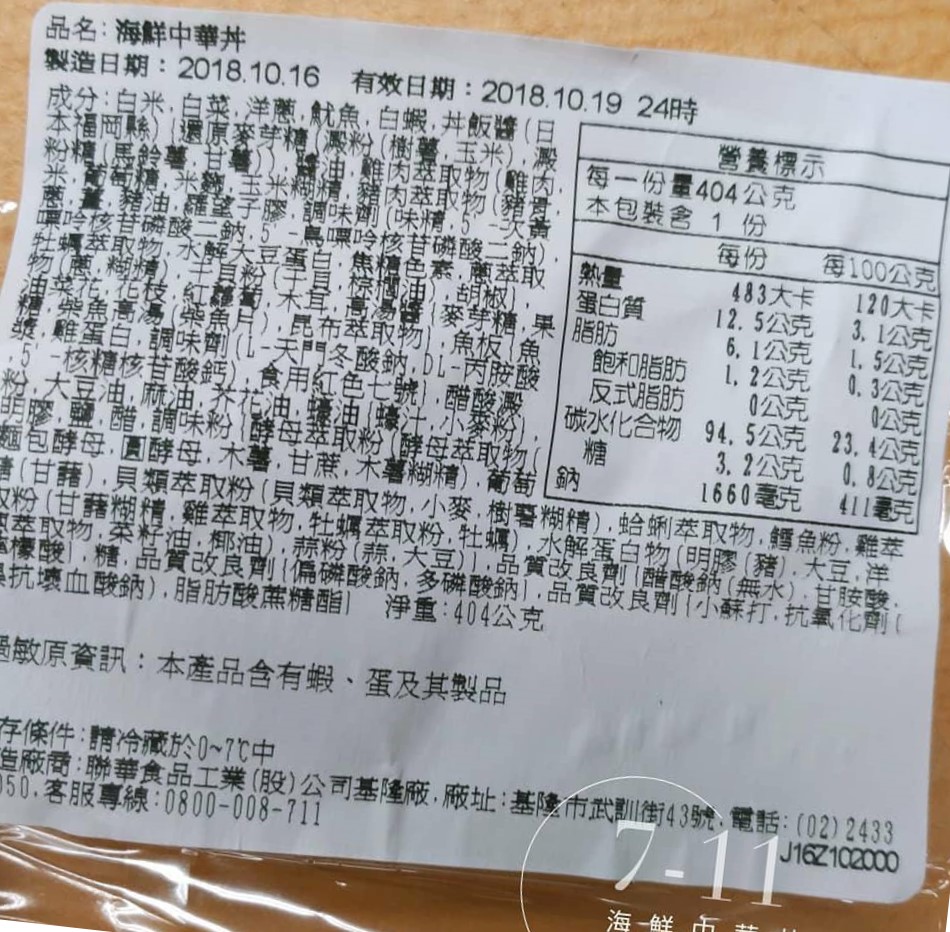 品名:海鮮中華丼
製造日期:2018.10.16 有效日期:2018.10.19 24時
成分:白米,白菜,洋蔥,魷魚,白蝦,丼飯醬(日
本福岡縣)(還原麥芽糖(澱粉(樹薯,玉米),澱
粉糖(馬鈴薯,甘薯)),醬油,雞肉萃取物(雞肉,
米,葡萄糖,米麴,玉米糊精,豬肉萃取物(豬骨,
蔥,薑,豬油,羅望子膠,調味劑(味精,5'-次黃
嘌呤核苷磷酸二鈉,5'-鳥嘌呤核苷磷酸二鈉),
牡蠣萃取物,水解大豆蛋白,焦糖色素,蔥萃取
物(蔥,糊精),干貝粉(干貝,棕櫚油),胡椒),
油菜花,花枝,紅蘿蔔,木耳,高湯醬(麥芽糖,果
糖,柴魚高湯(柴魚片),昆布萃取物),魚板(魚
漿,雞蛋白,調味劑(L-天門冬酸鈉,DL-丙胺酸
,5'-核糖核苷酸鈣),食用紅色七號),醋酸澱
粉,大豆油,麻油,芥花油,蠔油(蠔汁,小麥粉),
膠,鹽,醋,調味粉(酵母萃取粉(酵母萃取物(
麵包酵母,圓酵母,木薯,甘蔗,木薯糊精),葡萄
糖(甘藷),貝類萃取粉(貝類萃取物,小麥,樹薯糊精),蛤蜊萃取物,鱈魚粉,雞萃
取粉(甘藷糊精,雞萃取物,牡蠣萃取粉,牡蠣),水解蛋白物(明膠(豬),大豆,洋
萃取物,菜籽油,椰油),蒜粉(蒜,大豆)),品質改良劑(醋酸鈉(無水),甘胺酸,
檬酸),糖,品質改良劑(偏磷酸鈉,多磷酸鈉),品質改良劑(小蘇打,抗氧化劑(
抗壞血酸鈉),脂肪酸蔗糖酯) 淨重:404公克
營養標示
每一份量404公克
本包裝含 1 份
每份 每100公克
熱量 483大卡 120大卡
蛋白質 12.5公克 3.1公克
脂肪 6.1公克 1.5公克
飽和脂肪 1.2公克 0.3公克
反式脂肪 0公克 0公克
碳水化合物 94.5公克 23.4公克
糖 3.2公克 0.8公克
鈉 1660毫克 411毫克
過敏原資訊:本產品含有蝦、蛋及其製品
存條件:請冷藏於0~7℃中
造廠商:聯華食品工業(股)公司基隆廠,廠址:基隆市武訓街43號,電話:(02)2433
050,客服專線:0800-008-711
J16Z102000
7-11
海鮮中華丼